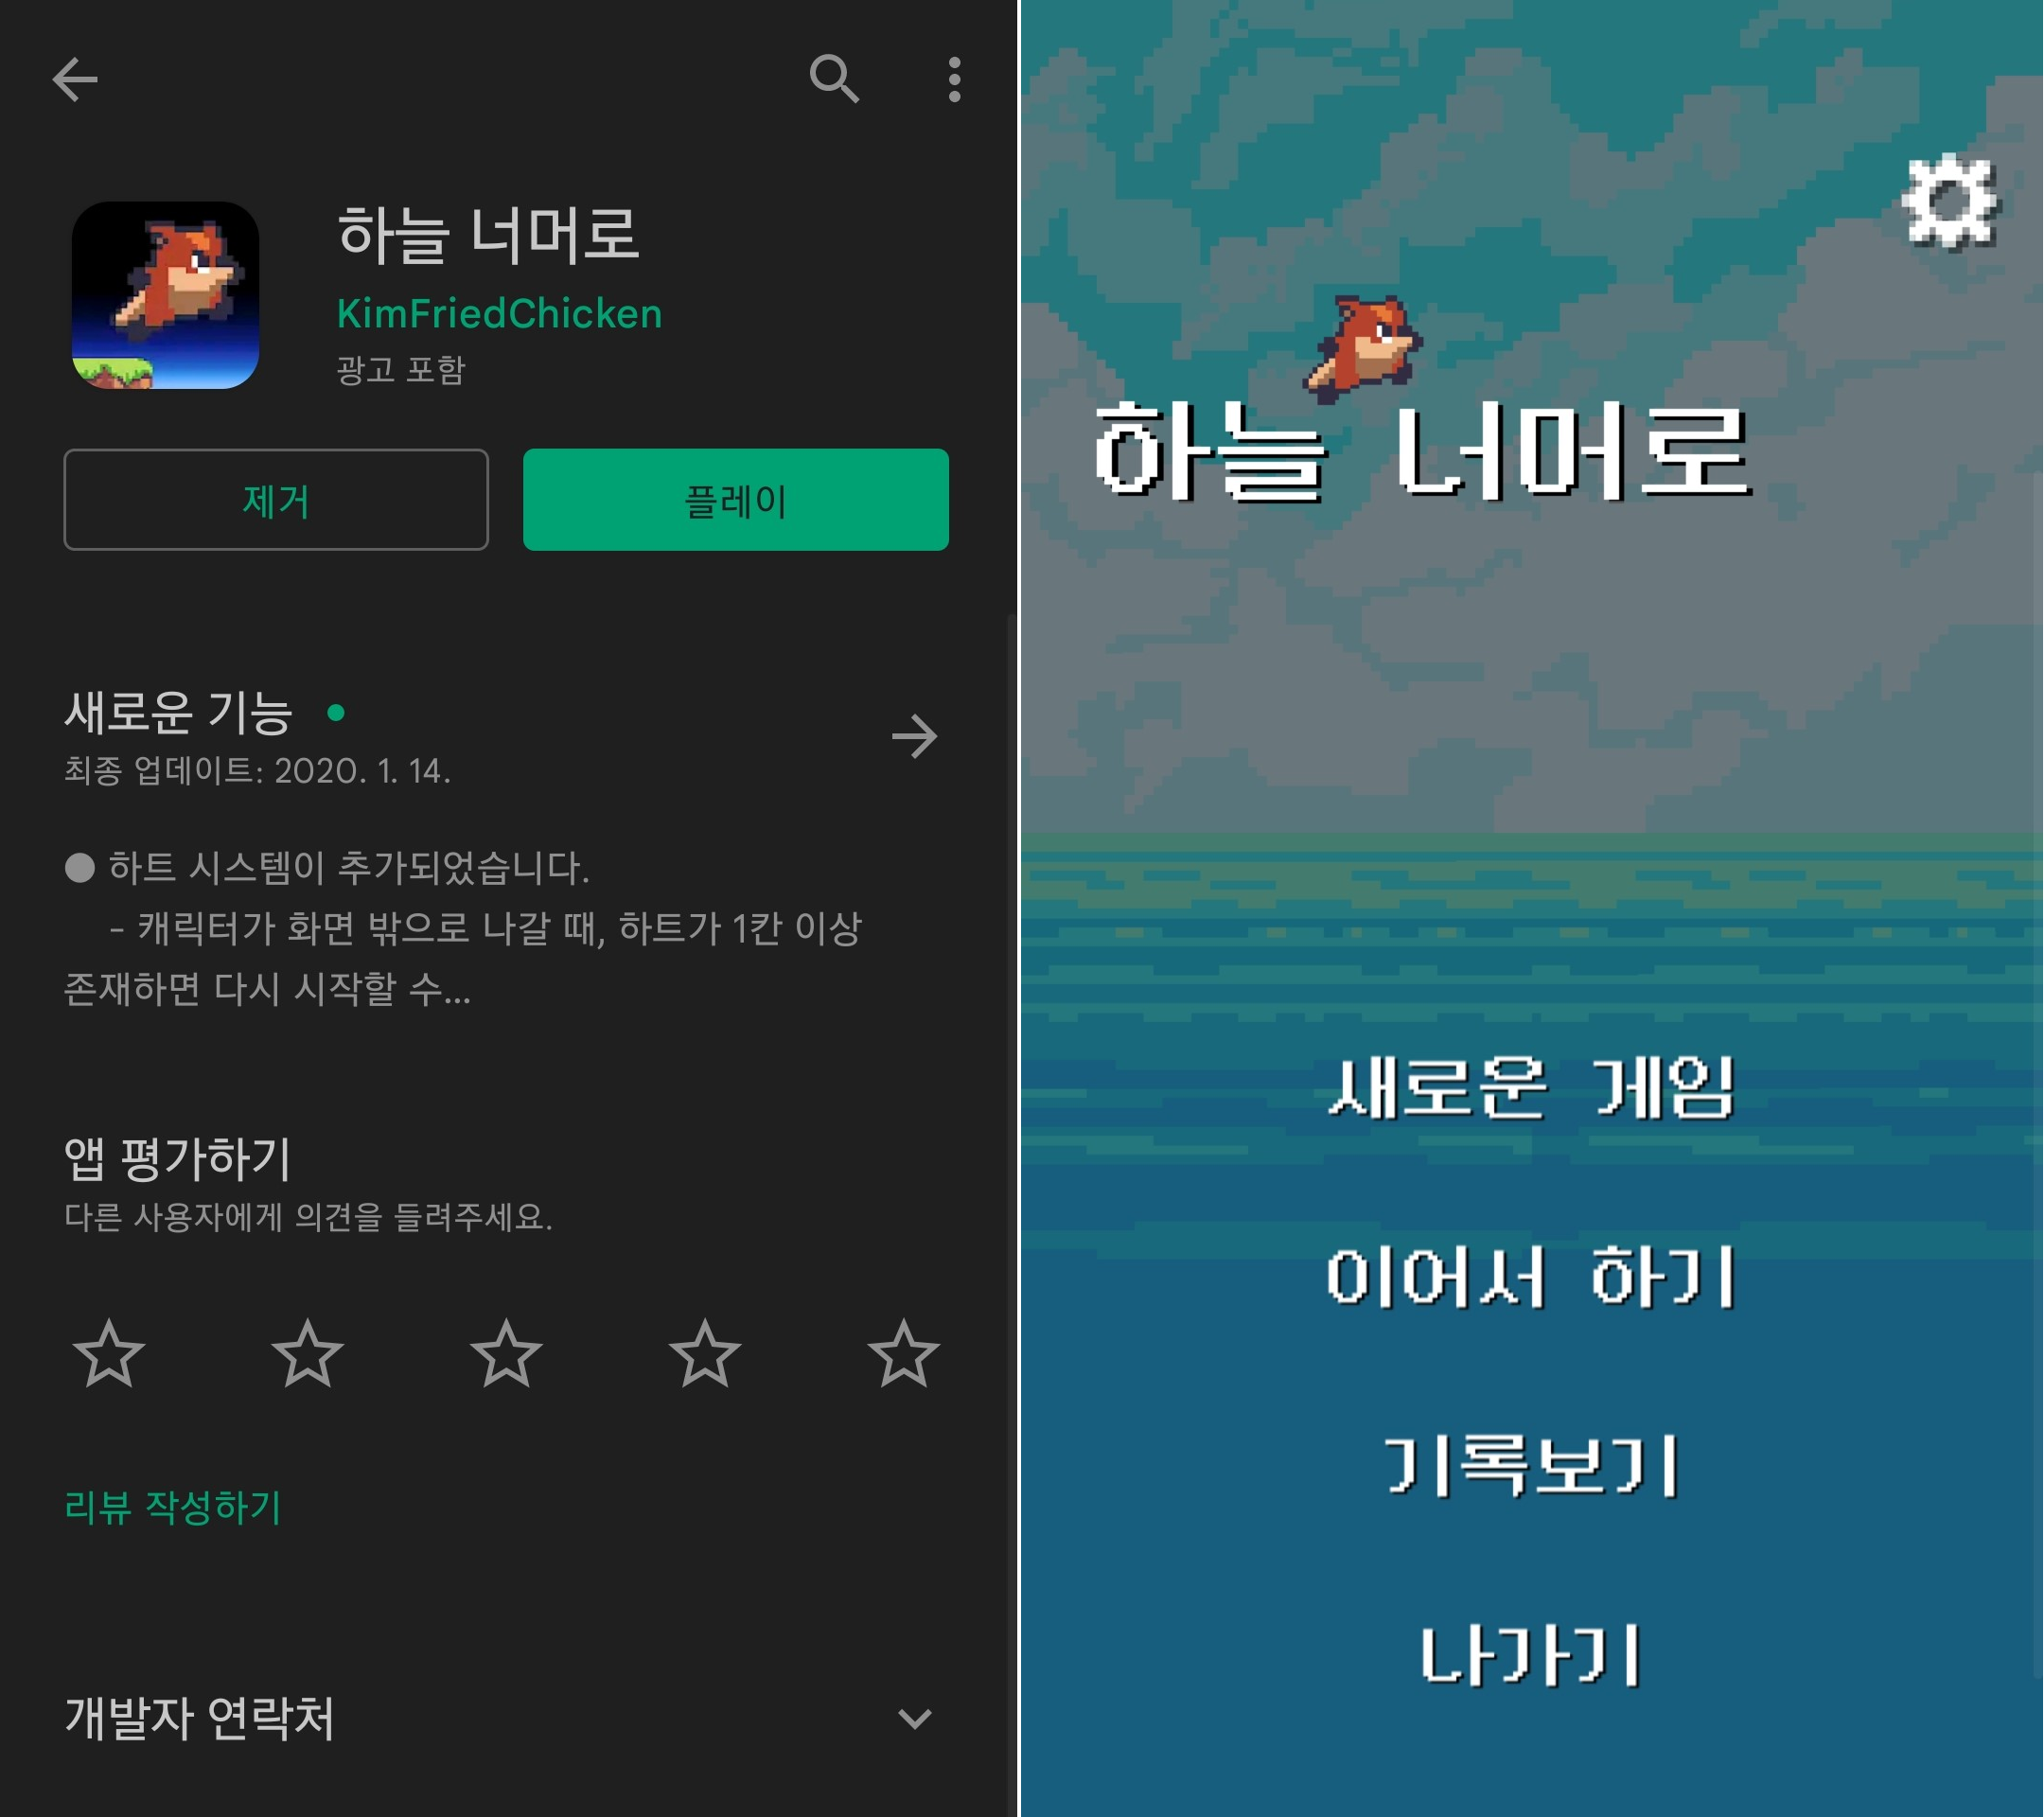 하늘 너머로
KimFriedChicken
광고 포함
제거
플레이
새로운 기능
최종 업데이트: 2020. 1. 14.
● 하트 시스템이 추가되었습니다.
- 캐릭터가 화면 밖으로 나갈 때, 하트가 1칸 이상
존재하면 다시 시작할 수...
앱 평가하기
다른 사용자에게 의견을 들려주세요.
리뷰 작성하기
개발자 연락처
하늘 너머로
새로운 게임
이어서 하기
기록보기
나가기